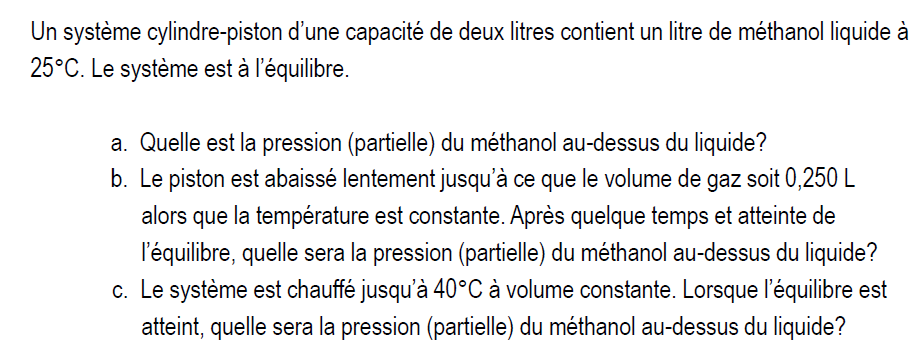 Un système cylindre-piston d'une capacité de deux litres contient un litre de méthanol liquide à
25°C. Le système est à l'équilibre.
a. Quelle est la pression (partielle) du méthanol au-dessus du liquide?
b. Le piston est abaissé lentement jusqu'à ce que le volume de gaz soit 0,250 L
alors que la température est constante. Après quelque temps et atteinte de
l'équilibre, quelle sera la pression (partielle) du méthanol au-dessus du liquide?
c. Le système est chauffé jusqu'à 40°C à volume constante. Lorsque l'équilibre est
atteint, quelle sera la pression (partielle) du méthanol au-dessus du liquide?